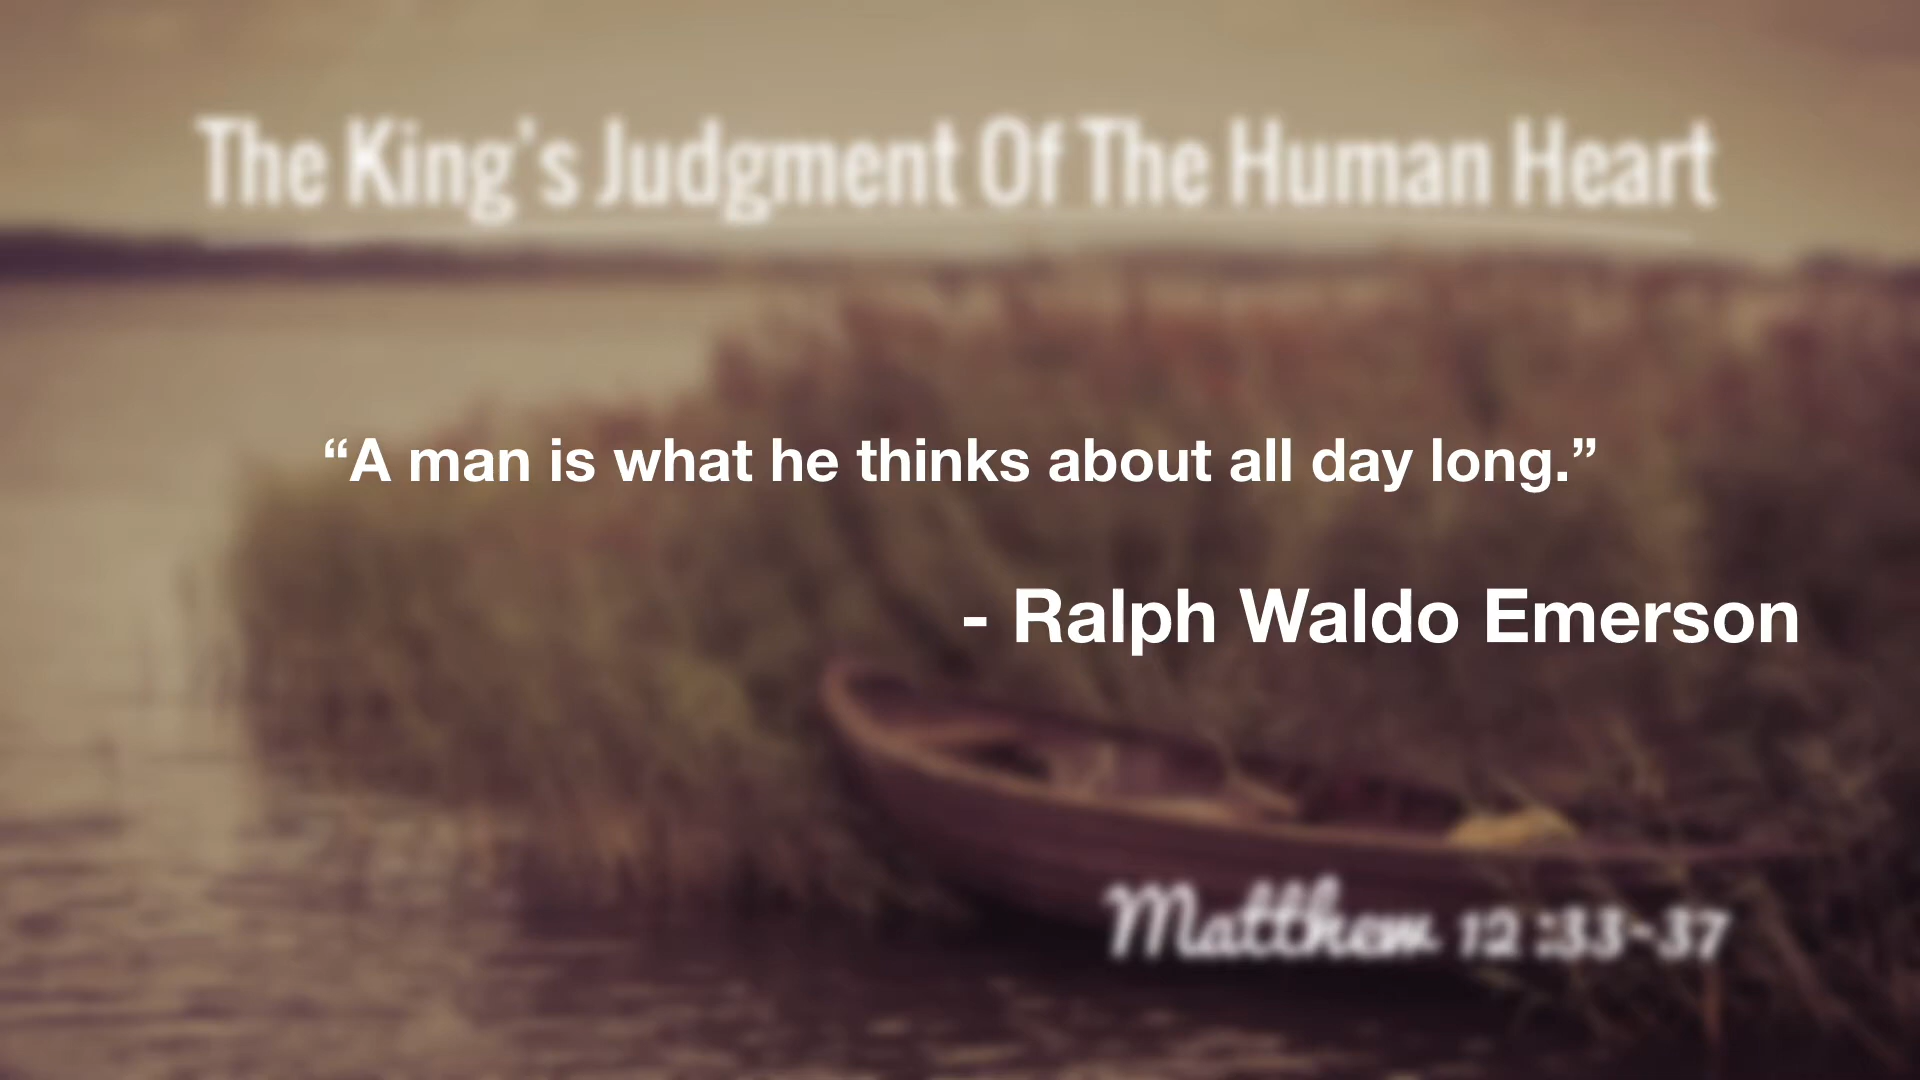 The King's Judgment Of The Human Heart
“A man is what he thinks about all day long.”
- Ralph Waldo Emerson
Matthew 12:33-37